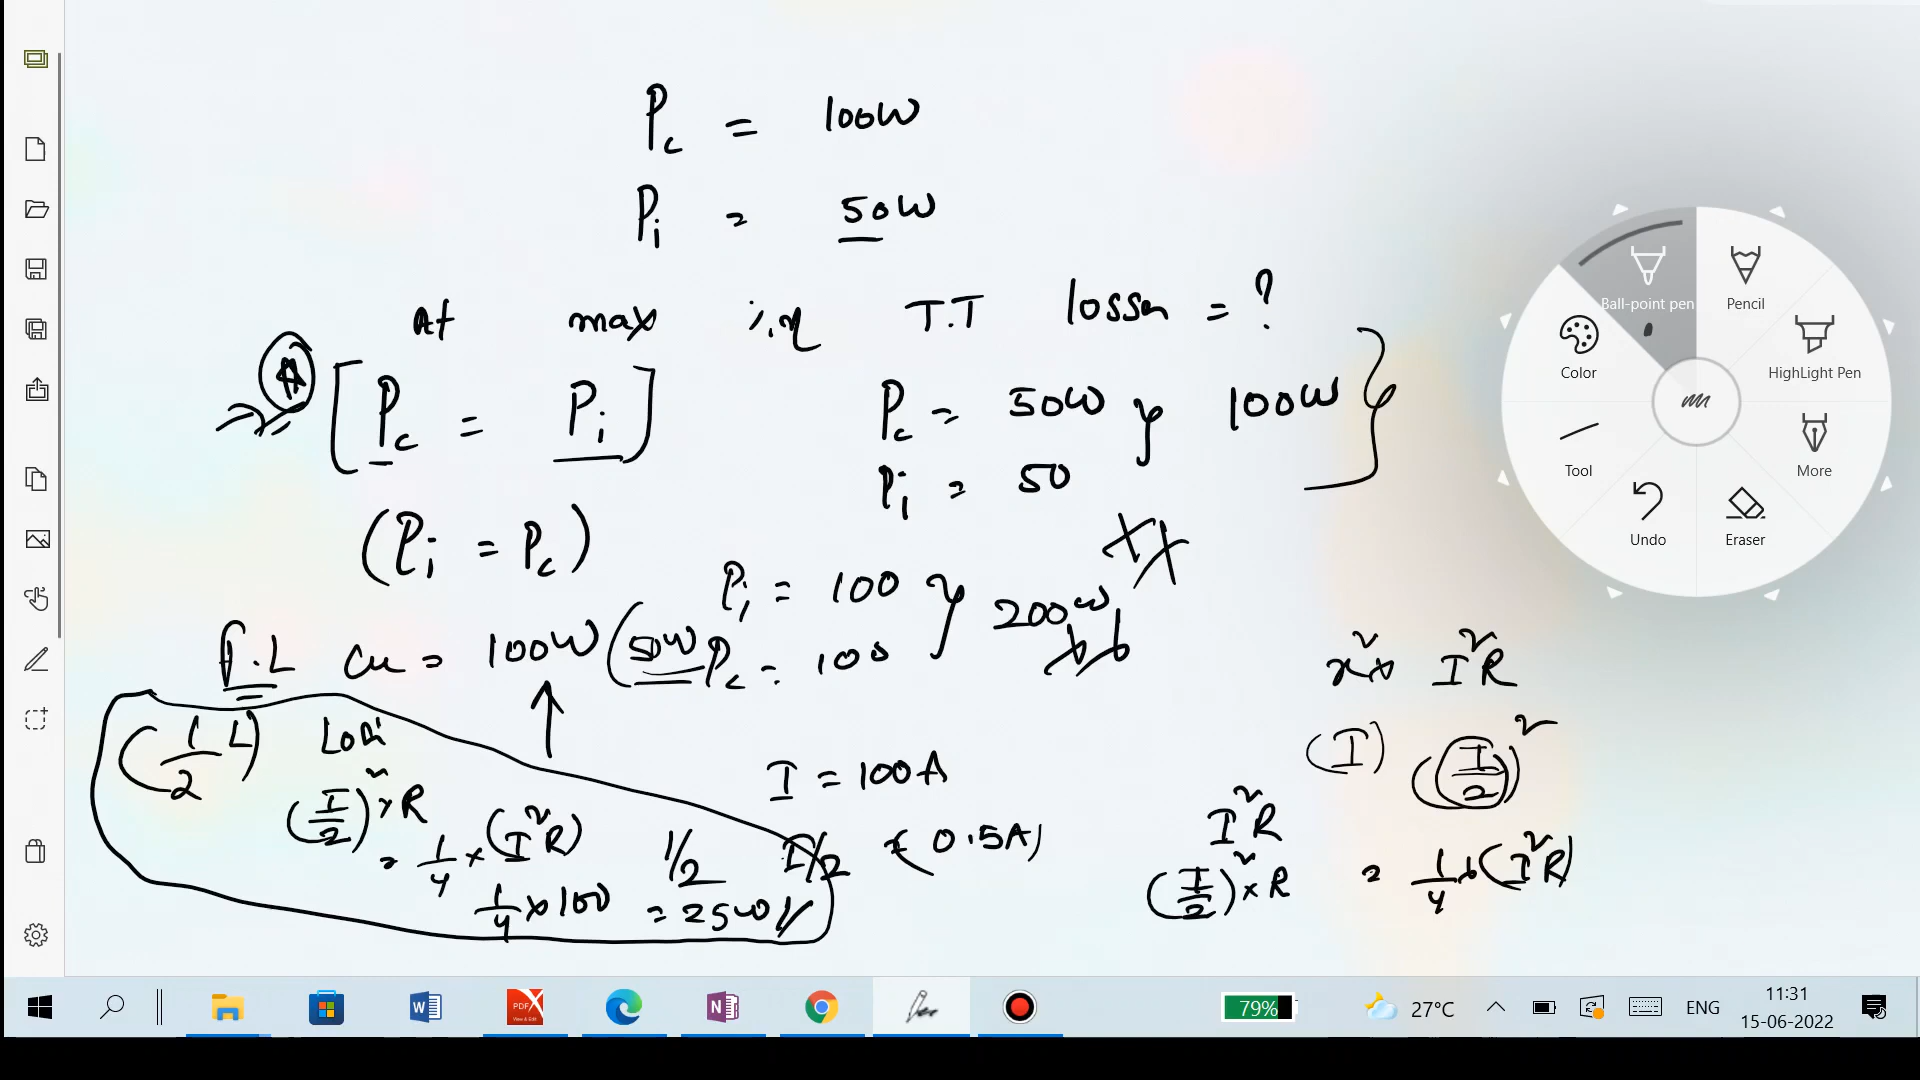 Pc = 100W
Pi = 50W
At max i.η T.T losses = ?
[Pc = Pi]
Pc = 50W } 100W }
Pi = 50
(Pi = Pc)
Pi = 100 } 200W
Pc = 100
f.L Cu = 100W (50W
x² × I²R
(1/2 L)
(I/2)² × R
= 1/4 × (I²R)
1/4 × 100 = 25W
I = 100A
1/2 I/2 (0.5A)
(I) (I/2)²
I²R
(I/2)² × R = 1/4 (I²R)
Ball-point pen
Pencil
Color
HighLight Pen
Tool
More
Undo
Eraser
79%
27°C
ENG
11:31
15-06-2022